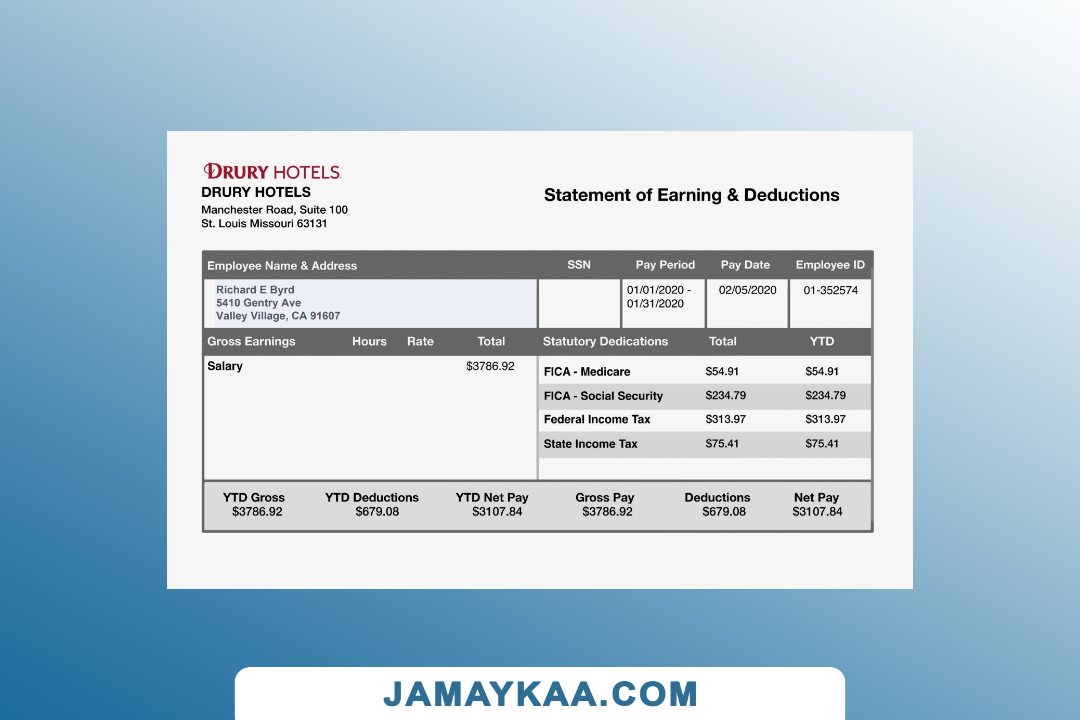 DRURY HOTELS
DRURY HOTELS
Manchester Road, Suite 100
St. Louis Missouri 63131
Statement of Earning & Deductions
Employee Name & Address SSN Pay Period Pay Date Employee ID
Richard E Byrd 01/01/2020 - 02/05/2020 01-352574
5410 Gentry Ave 01/31/2020
Valley Village, CA 91607
Gross Earnings Hours Rate Total Statutory Dedications Total YTD
Salary $3786.92
FICA - Medicare $54.91 $54.91
FICA - Social Security $234.79 $234.79
Federal Income Tax $313.97 $313.97
State Income Tax $75.41 $75.41
YTD Gross YTD Deductions YTD Net Pay Gross Pay Deductions Net Pay
$3786.92 $679.08 $3107.84 $3786.92 $679.08 $3107.84
JAMAYKAA.COM